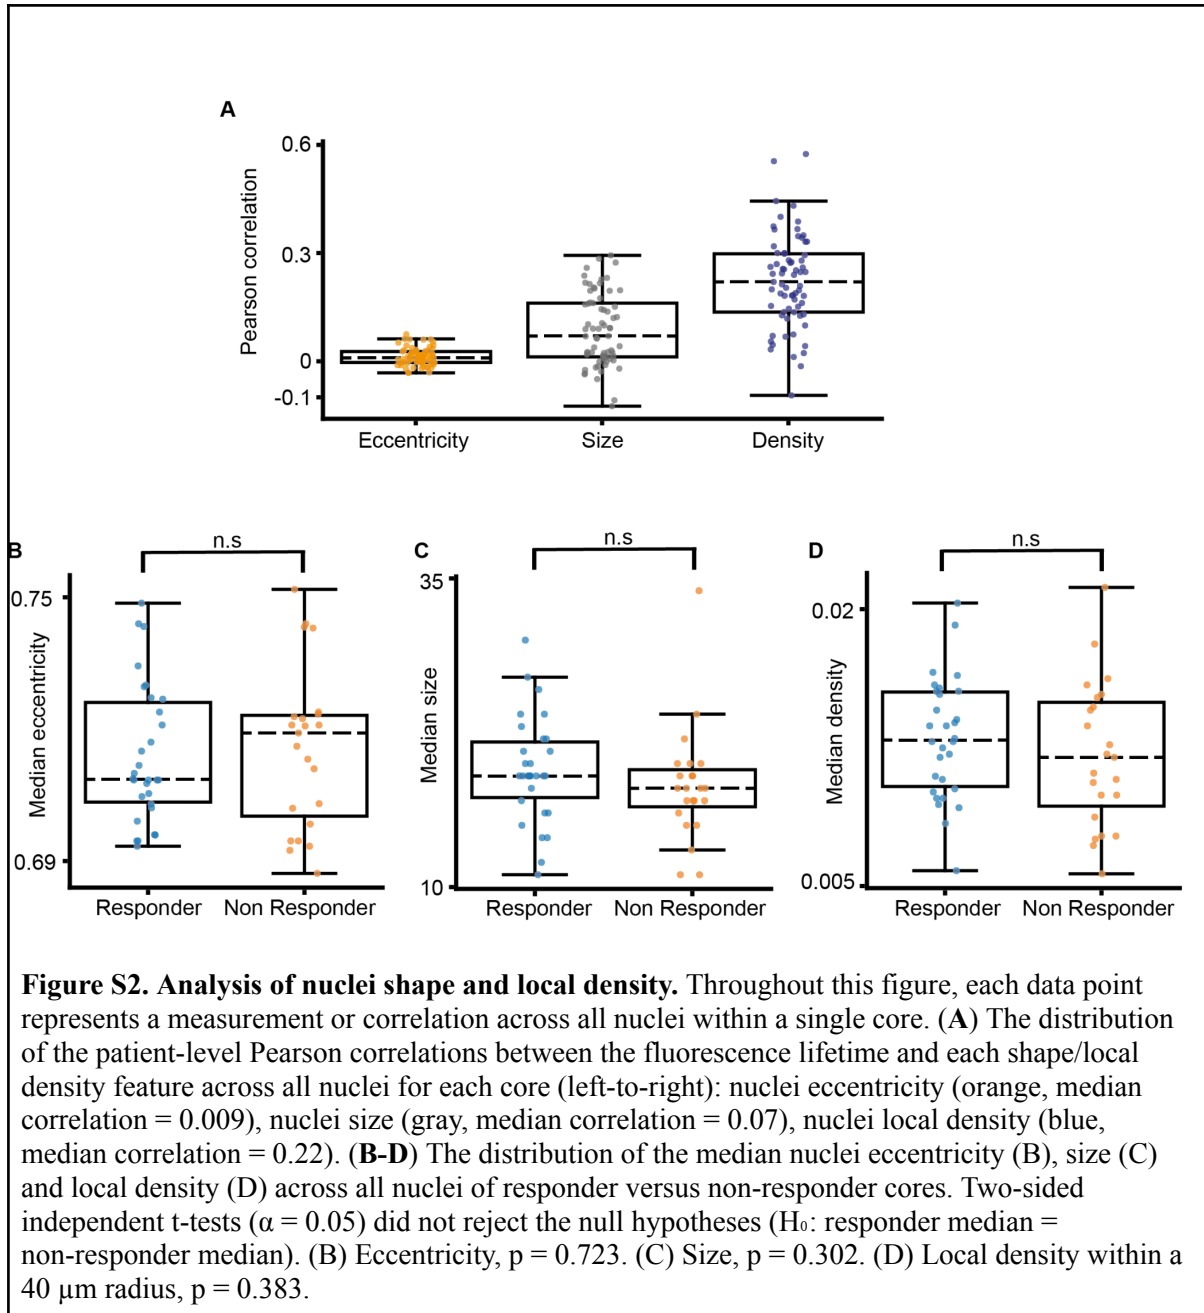 A
0.6
0.3
0
-0.1
Pearson correlation
Eccentricity
Size
Density
B
n.s
0.75
0.69
Median eccentricity
Responder
Non Responder
C
n.s
35
10
Median size
Responder
Non Responder
D
n.s
0.02
0.005
Median density
Responder
Non Responder
Figure S2. Analysis of nuclei shape and local density. Throughout this figure, each data point
represents a measurement or correlation across all nuclei within a single core. (A) The distribution
of the patient-level Pearson correlations between the fluorescence lifetime and each shape/local
density feature across all nuclei for each core (left-to-right): nuclei eccentricity (orange, median
correlation = 0.009), nuclei size (gray, median correlation = 0.07), nuclei local density (blue,
median correlation = 0.22). (B-D) The distribution of the median nuclei eccentricity (B), size (C)
and local density (D) across all nuclei of responder versus non-responder cores. Two-sided
independent t-tests (α = 0.05) did not reject the null hypotheses (H₀: responder median =
non-responder median). (B) Eccentricity, p = 0.723. (C) Size, p = 0.302. (D) Local density within a
40 µm radius, p = 0.383.